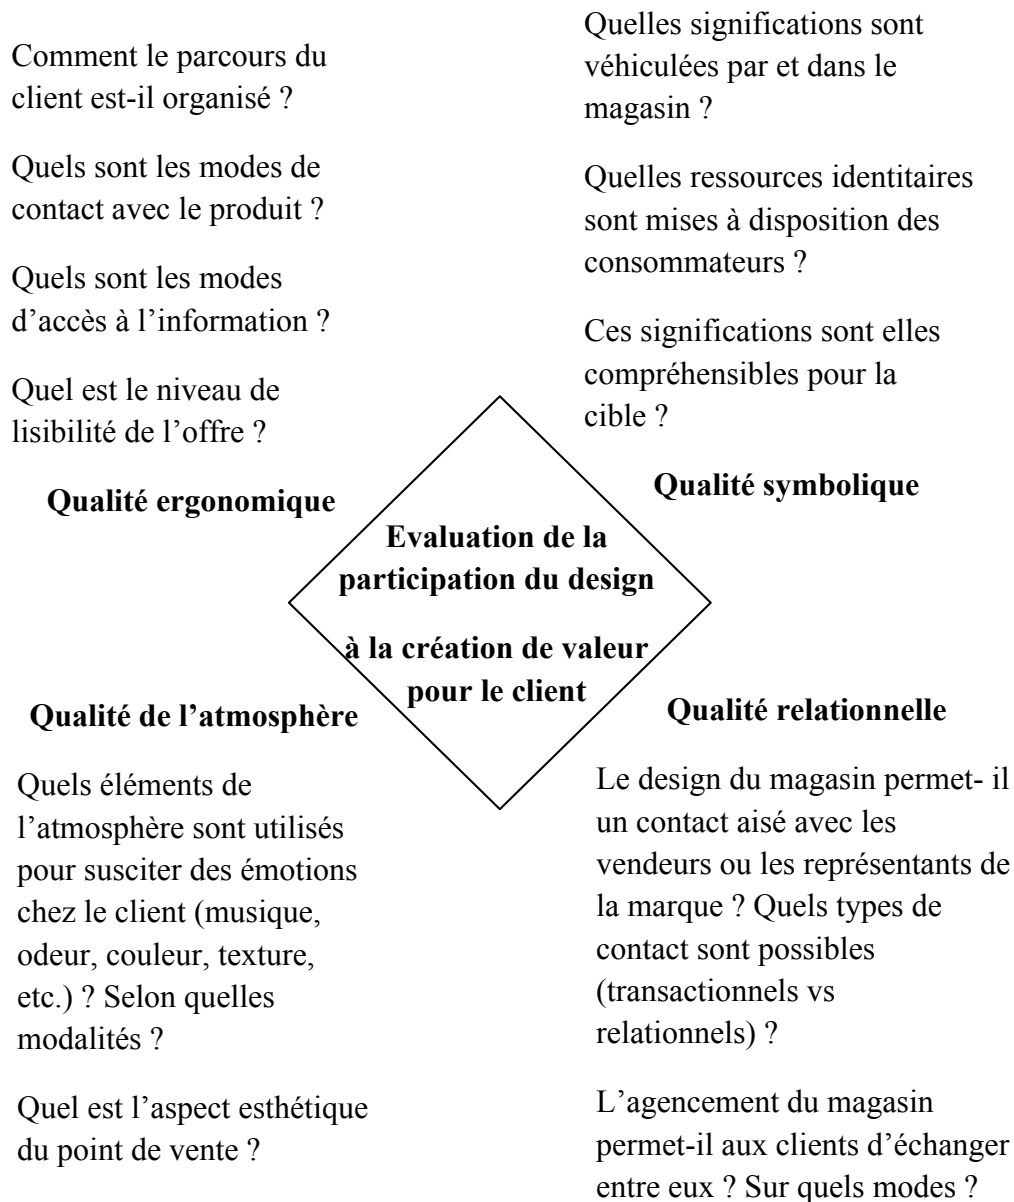 Comment le parcours du
client est-il organisé ?
Quels sont les modes de
contact avec le produit ?
Quels sont les modes
d’accès à l’information ?
Quel est le niveau de
lisibilité de l’offre ?
Qualité ergonomique
Quelles significations sont
véhiculées par et dans le
magasin ?
Quelles ressources identitaires
sont mises à disposition des
consommateurs ?
Ces significations sont elles
compréhensibles pour la
cible ?
Qualité symbolique
Evaluation de la
participation du design
à la création de valeur
pour le client
Qualité de l’atmosphère
Quels éléments de
l’atmosphère sont utilisés
pour susciter des émotions
chez le client (musique,
odeur, couleur, texture,
etc.) ? Selon quelles
modalités ?
Quel est l’aspect esthétique
du point de vente ?
Qualité relationnelle
Le design du magasin permet- il
un contact aisé avec les
vendeurs ou les représentants de
la marque ? Quels types de
contact sont possibles
(transactionnels vs
relationnels) ?
L’agencement du magasin
permet-il aux clients d’échanger
entre eux ? Sur quels modes ?